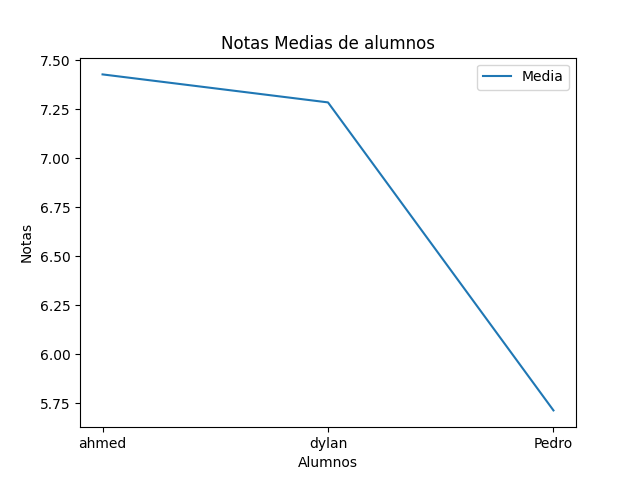 Notas Medias de alumnos
Media
7.50
7.25
7.00
6.75
6.50
6.25
6.00
5.75
Notas
ahmed dylan Pedro
Alumnos